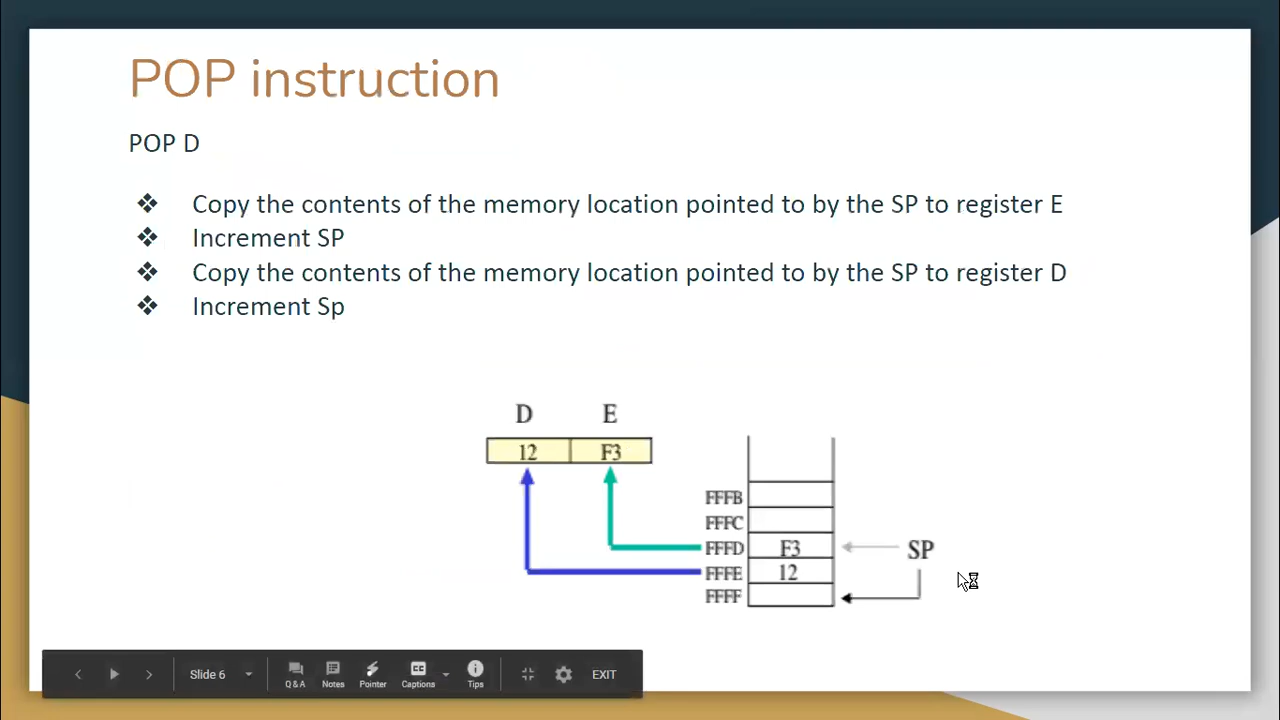 POP instruction
POP D
❖ Copy the contents of the memory location pointed to by the SP to register E
❖ Increment SP
❖ Copy the contents of the memory location pointed to by the SP to register D
❖ Increment Sp
D E
12 F3
FFFB
FFFC
FFFD F3 SP
FFFE 12
FFFF
Slide 6
Q & A Notes Pointer Captions Tips EXIT